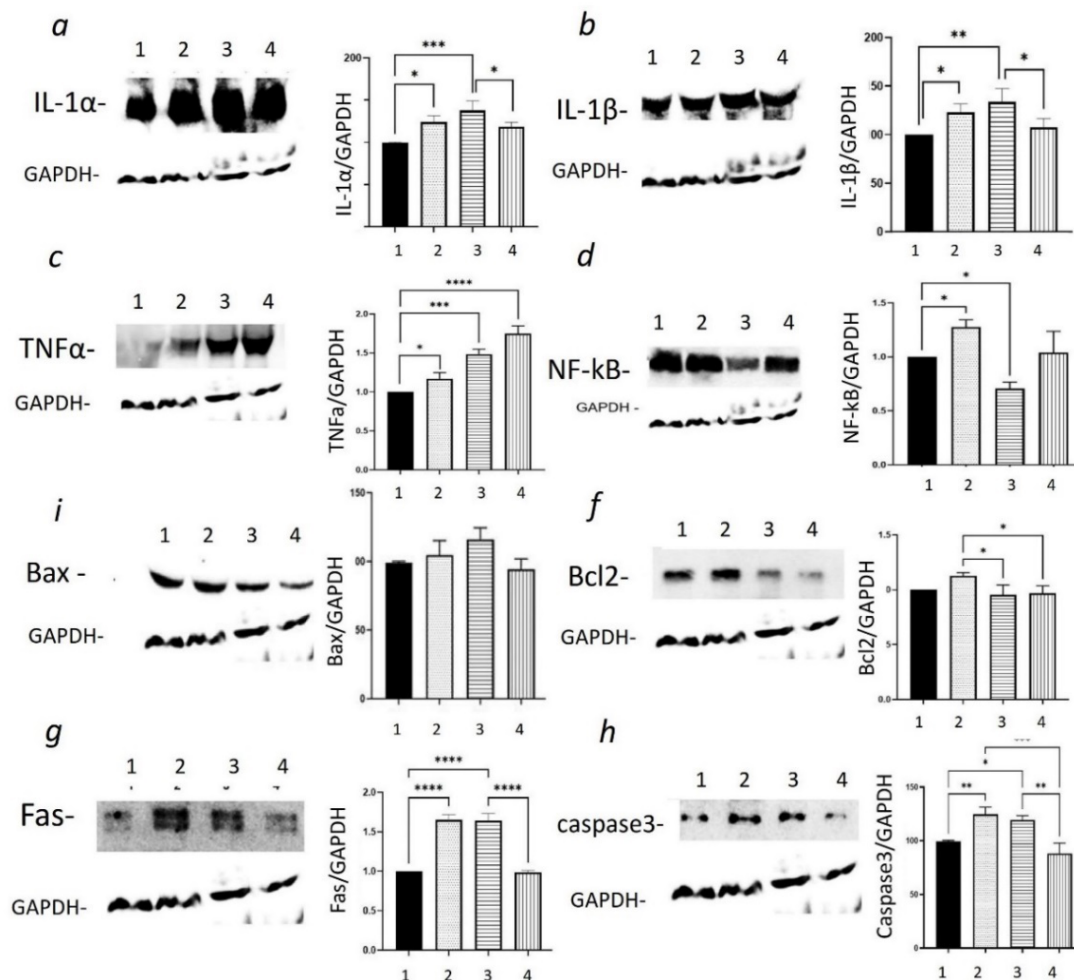 a
1 2 3 4
IL-1α-
GAPDH-
IL-1α/GAPDH
200
*
***
*
1 2 3 4
b
1 2 3 4
IL-1β-
GAPDH-
IL-1β/GAPDH
200
150
00
50
0
*
**
*
1 2 3 4
c
1 2 3 4
TNFα-
GAPDH-
TNFa/GAPDH
2.0
1.5
1.0
0.5
0.0
*
***
****
1 2 3 4
d
1 2 3 4
NF-kB-
GAPDH -
NF-kB/GAPDH
1.5
1.0
0.5
0.0
*
*
1 2 3 4
i
1 2 3 4
Bax -
GAPDH-
Bax/GAPDH
150
00
50
0
1 2 3 4
f
1 2 3 4
Bcl2-
GAPDH-
Bcl2/GAPDH
1.5
0
.5
0.0
*
*
1 2 3 4
g
1 2 3 4
Fas-
GAPDH-
Fas/GAPDH
2.0
1.5
1.0
0.5
0.0
****
****
****
1 2 3 4
h
1 2 3 4
caspase3-
GAPDH-
Caspase3/GAPDH
150
100
50
0
**
*
**
1 2 3 4